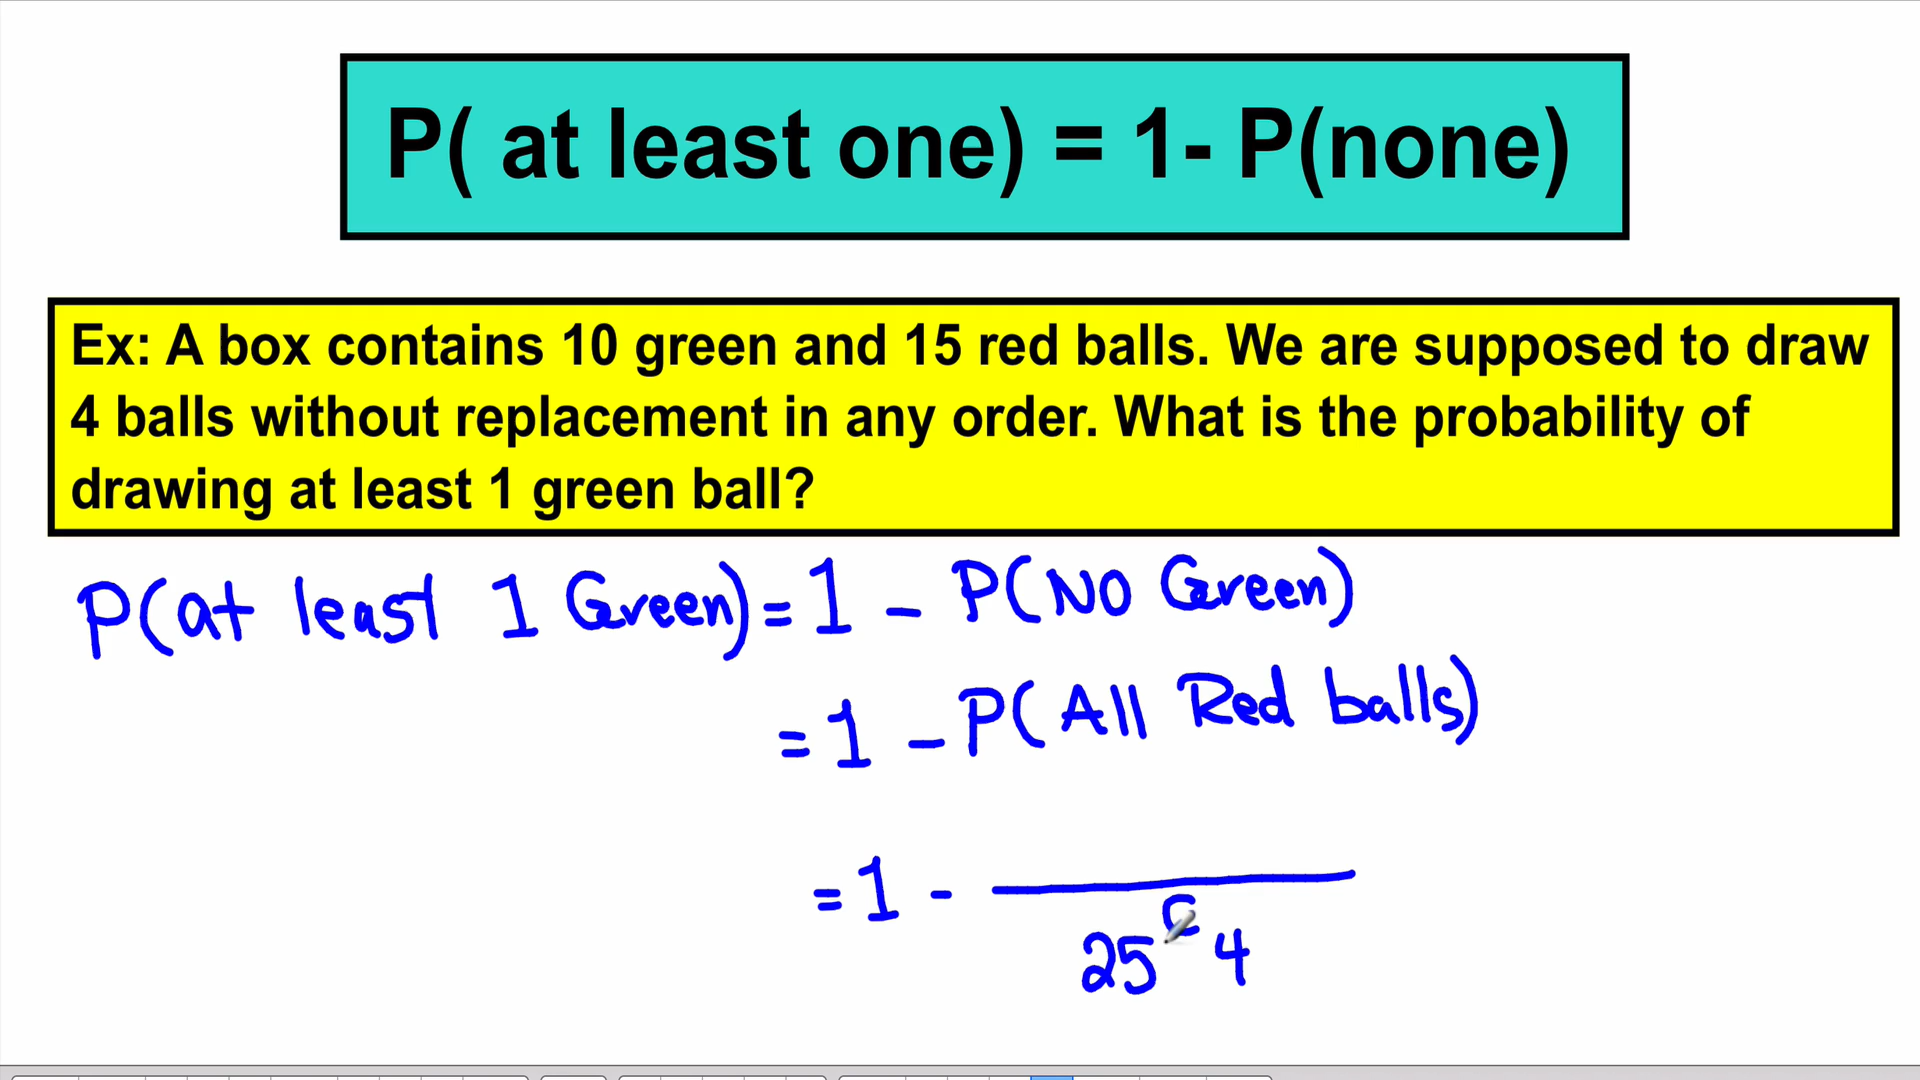 P( at least one) = 1- P(none)
Ex: A box contains 10 green and 15 red balls. We are supposed to draw
4 balls without replacement in any order. What is the probability of
drawing at least 1 green ball?
P(at least 1 Green) = 1 - P(NO Green)
= 1 - P(All Red balls)
= 1 -
25 C 4